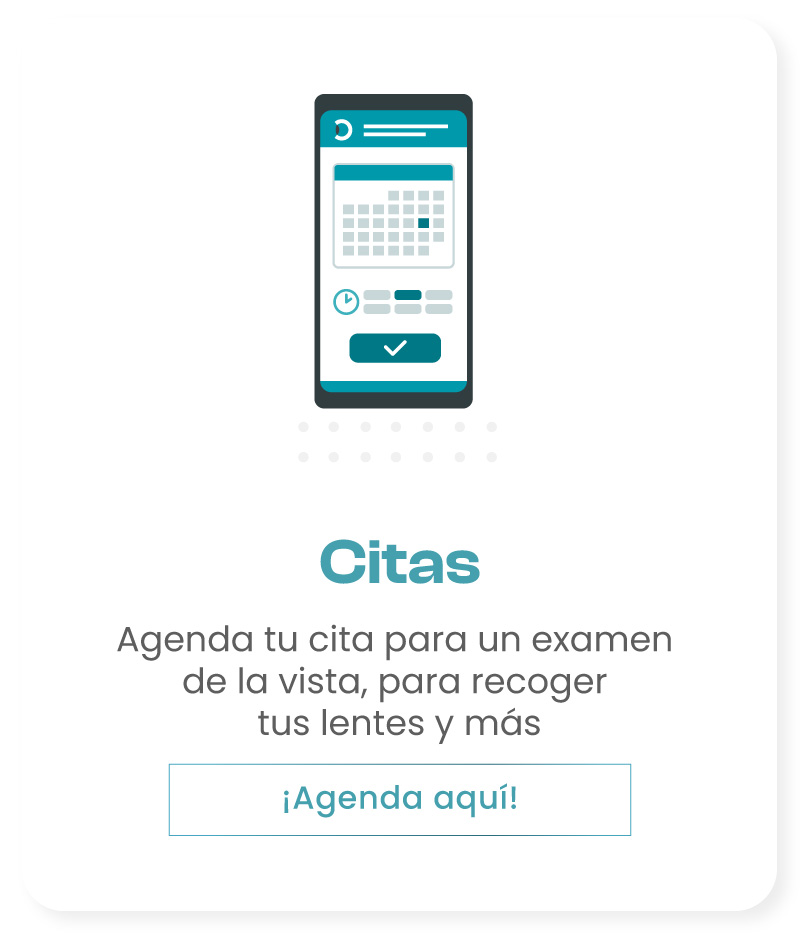 Citas
Agenda tu cita para un examen
de la vista, para recoger
tus lentes y más
¡Agenda aquí!